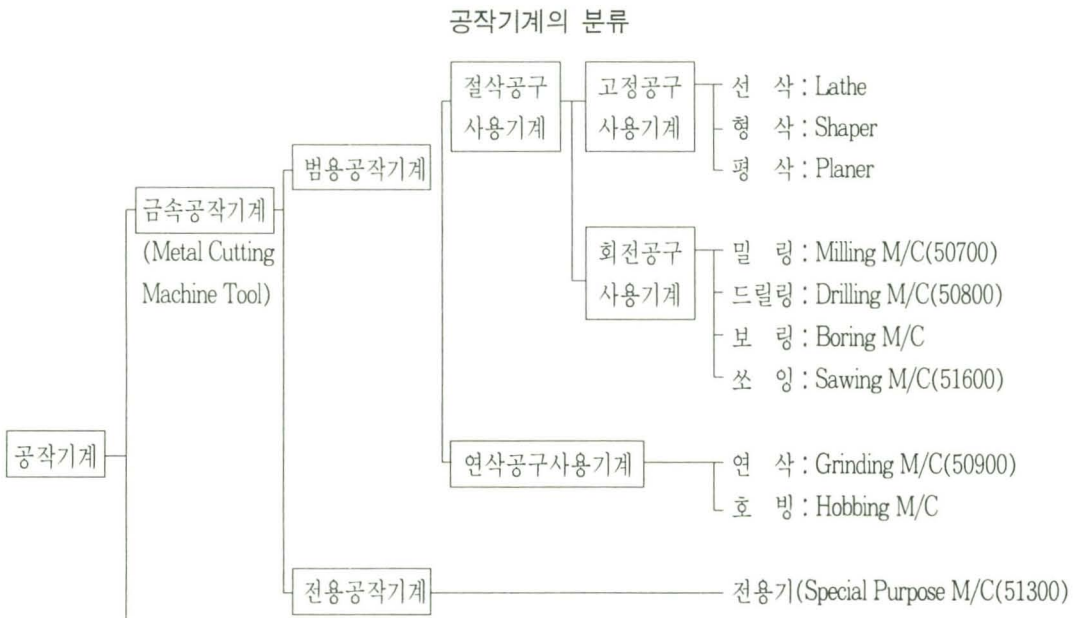 공작기계의 분류
절삭공구
사용기계
고정공구
사용기계
선 삭 : Lathe
형 삭 : Shaper
평 삭 : Planer
범용공작기계
금속공작기계
(Metal Cutting
Machine Tool)
회전공구
사용기계
밀 링 : Milling M/C(50700)
드릴링 : Drilling M/C(50800)
보 링 : Boring M/C
쏘 잉 : Sawing M/C(51600)
공작기계
연삭공구사용기계
연 삭 : Grinding M/C(50900)
호 빙 : Hobbing M/C
전용공작기계
전용기(Special Purpose M/C(51300)